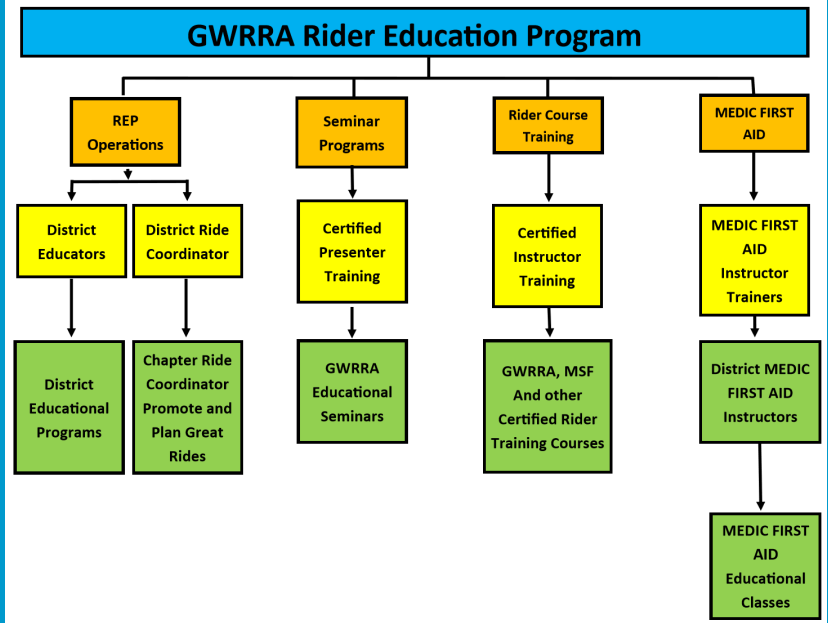 GWRRA Rider Education Program
REP
Operations
Seminar
Programs
Rider Course
Training
MEDIC FIRST
AID
District
Educators
District Ride
Coordinator
Certified
Presenter
Training
Certified
Instructor
Training
MEDIC FIRST
AID
Instructor
Trainers
District
Educational
Programs
Chapter Ride
Coordinator
Promote and
Plan Great
Rides
GWRRA
Educational
Seminars
GWRRA, MSF
And other
Certified Rider
Training Courses
District MEDIC
FIRST AID
Instructors
MEDIC FIRST
AID
Educational
Classes